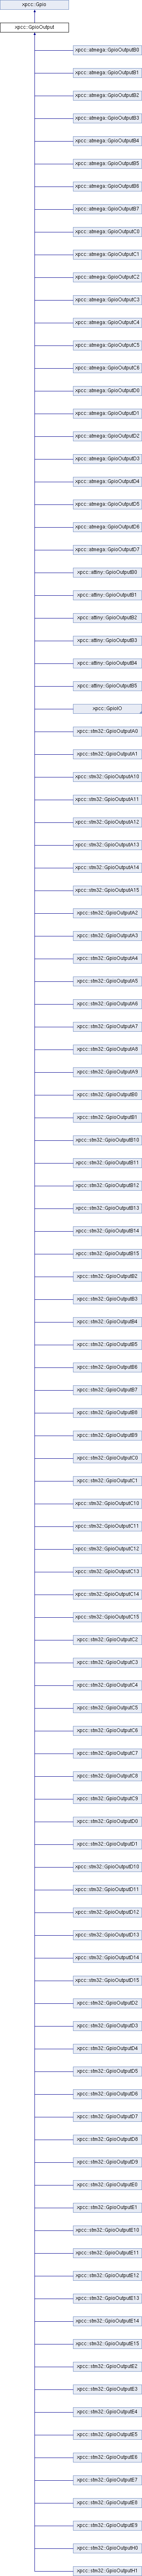 xpcc::Gpio
xpcc::GpioOutput
xpcc::atmega::GpioOutputB0
xpcc::atmega::GpioOutputB1
xpcc::atmega::GpioOutputB2
xpcc::atmega::GpioOutputB3
xpcc::atmega::GpioOutputB4
xpcc::atmega::GpioOutputB5
xpcc::atmega::GpioOutputB6
xpcc::atmega::GpioOutputB7
xpcc::atmega::GpioOutputC0
xpcc::atmega::GpioOutputC1
xpcc::atmega::GpioOutputC2
xpcc::atmega::GpioOutputC3
xpcc::atmega::GpioOutputC4
xpcc::atmega::GpioOutputC5
xpcc::atmega::GpioOutputC6
xpcc::atmega::GpioOutputD0
xpcc::atmega::GpioOutputD1
xpcc::atmega::GpioOutputD2
xpcc::atmega::GpioOutputD3
xpcc::atmega::GpioOutputD4
xpcc::atmega::GpioOutputD5
xpcc::atmega::GpioOutputD6
xpcc::atmega::GpioOutputD7
xpcc::attiny::GpioOutputB0
xpcc::attiny::GpioOutputB1
xpcc::attiny::GpioOutputB2
xpcc::attiny::GpioOutputB3
xpcc::attiny::GpioOutputB4
xpcc::attiny::GpioOutputB5
xpcc::GpioIO
xpcc::stm32::GpioOutputA0
xpcc::stm32::GpioOutputA1
xpcc::stm32::GpioOutputA10
xpcc::stm32::GpioOutputA11
xpcc::stm32::GpioOutputA12
xpcc::stm32::GpioOutputA13
xpcc::stm32::GpioOutputA14
xpcc::stm32::GpioOutputA15
xpcc::stm32::GpioOutputA2
xpcc::stm32::GpioOutputA3
xpcc::stm32::GpioOutputA4
xpcc::stm32::GpioOutputA5
xpcc::stm32::GpioOutputA6
xpcc::stm32::GpioOutputA7
xpcc::stm32::GpioOutputA8
xpcc::stm32::GpioOutputA9
xpcc::stm32::GpioOutputB0
xpcc::stm32::GpioOutputB1
xpcc::stm32::GpioOutputB10
xpcc::stm32::GpioOutputB11
xpcc::stm32::GpioOutputB12
xpcc::stm32::GpioOutputB13
xpcc::stm32::GpioOutputB14
xpcc::stm32::GpioOutputB15
xpcc::stm32::GpioOutputB2
xpcc::stm32::GpioOutputB3
xpcc::stm32::GpioOutputB4
xpcc::stm32::GpioOutputB5
xpcc::stm32::GpioOutputB6
xpcc::stm32::GpioOutputB7
xpcc::stm32::GpioOutputB8
xpcc::stm32::GpioOutputB9
xpcc::stm32::GpioOutputC0
xpcc::stm32::GpioOutputC1
xpcc::stm32::GpioOutputC10
xpcc::stm32::GpioOutputC11
xpcc::stm32::GpioOutputC12
xpcc::stm32::GpioOutputC13
xpcc::stm32::GpioOutputC14
xpcc::stm32::GpioOutputC15
xpcc::stm32::GpioOutputC2
xpcc::stm32::GpioOutputC3
xpcc::stm32::GpioOutputC4
xpcc::stm32::GpioOutputC5
xpcc::stm32::GpioOutputC6
xpcc::stm32::GpioOutputC7
xpcc::stm32::GpioOutputC8
xpcc::stm32::GpioOutputC9
xpcc::stm32::GpioOutputD0
xpcc::stm32::GpioOutputD1
xpcc::stm32::GpioOutputD10
xpcc::stm32::GpioOutputD11
xpcc::stm32::GpioOutputD12
xpcc::stm32::GpioOutputD13
xpcc::stm32::GpioOutputD14
xpcc::stm32::GpioOutputD15
xpcc::stm32::GpioOutputD2
xpcc::stm32::GpioOutputD3
xpcc::stm32::GpioOutputD4
xpcc::stm32::GpioOutputD5
xpcc::stm32::GpioOutputD6
xpcc::stm32::GpioOutputD7
xpcc::stm32::GpioOutputD8
xpcc::stm32::GpioOutputD9
xpcc::stm32::GpioOutputE0
xpcc::stm32::GpioOutputE1
xpcc::stm32::GpioOutputE10
xpcc::stm32::GpioOutputE11
xpcc::stm32::GpioOutputE12
xpcc::stm32::GpioOutputE13
xpcc::stm32::GpioOutputE14
xpcc::stm32::GpioOutputE15
xpcc::stm32::GpioOutputE2
xpcc::stm32::GpioOutputE3
xpcc::stm32::GpioOutputE4
xpcc::stm32::GpioOutputE5
xpcc::stm32::GpioOutputE6
xpcc::stm32::GpioOutputE7
xpcc::stm32::GpioOutputE8
xpcc::stm32::GpioOutputE9
xpcc::stm32::GpioOutputH0
xpcc::stm32::GpioOutputH1